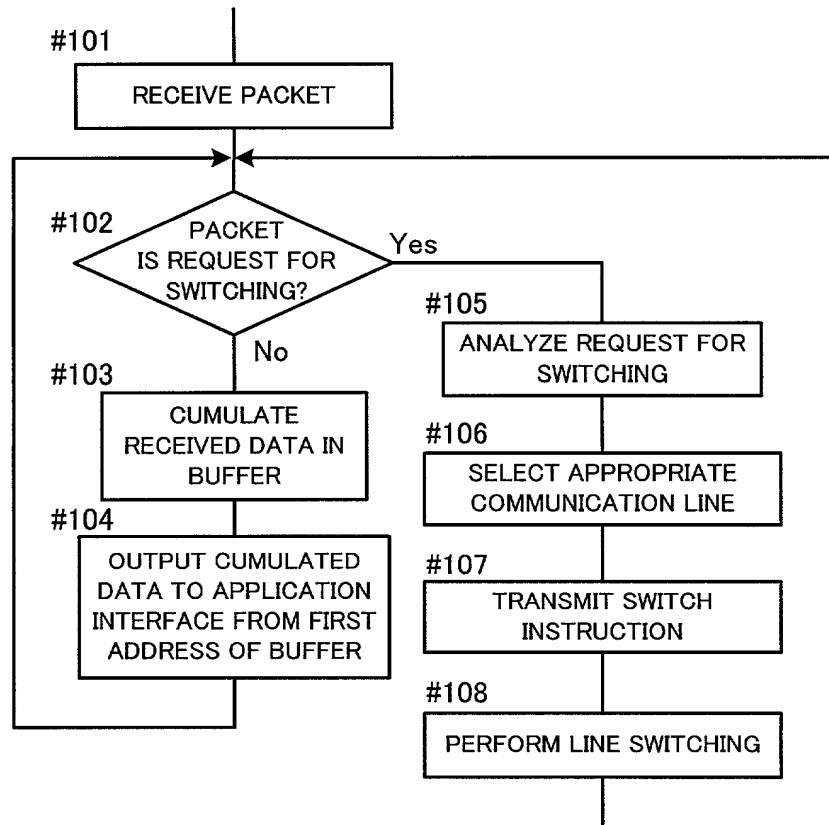 #101
RECEIVE PACKET
#102
PACKET
IS REQUEST FOR
SWITCHING?
Yes
No
#103
CUMULATE
RECEIVED DATA IN
BUFFER
#104
OUTPUT CUMULATED
DATA TO APPLICATION
INTERFACE FROM FIRST
ADDRESS OF BUFFER
#105
ANALYZE REQUEST FOR
SWITCHING
#106
SELECT APPROPRIATE
COMMUNICATION LINE
#107
TRANSMIT SWITCH
INSTRUCTION
#108
PERFORM LINE SWITCHING